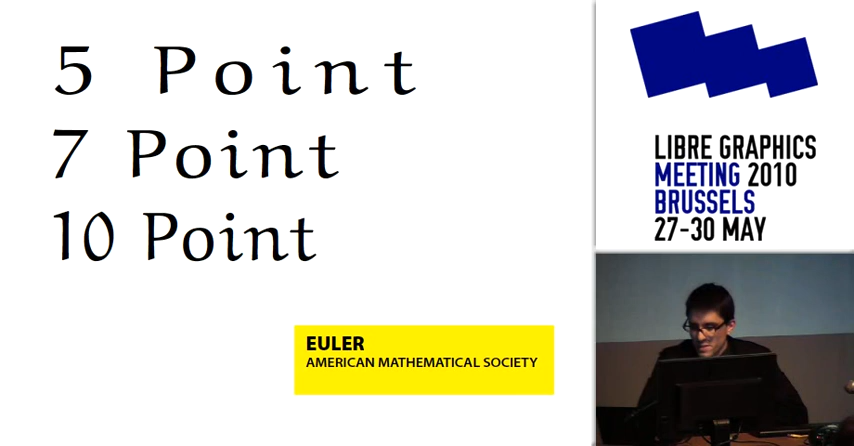 5 Point
7 Point
10 Point
EULER
AMERICAN MATHEMATICAL SOCIETY
LIBRE GRAPHICS
MEETING 2010
BRUSSELS
27-30 MAY